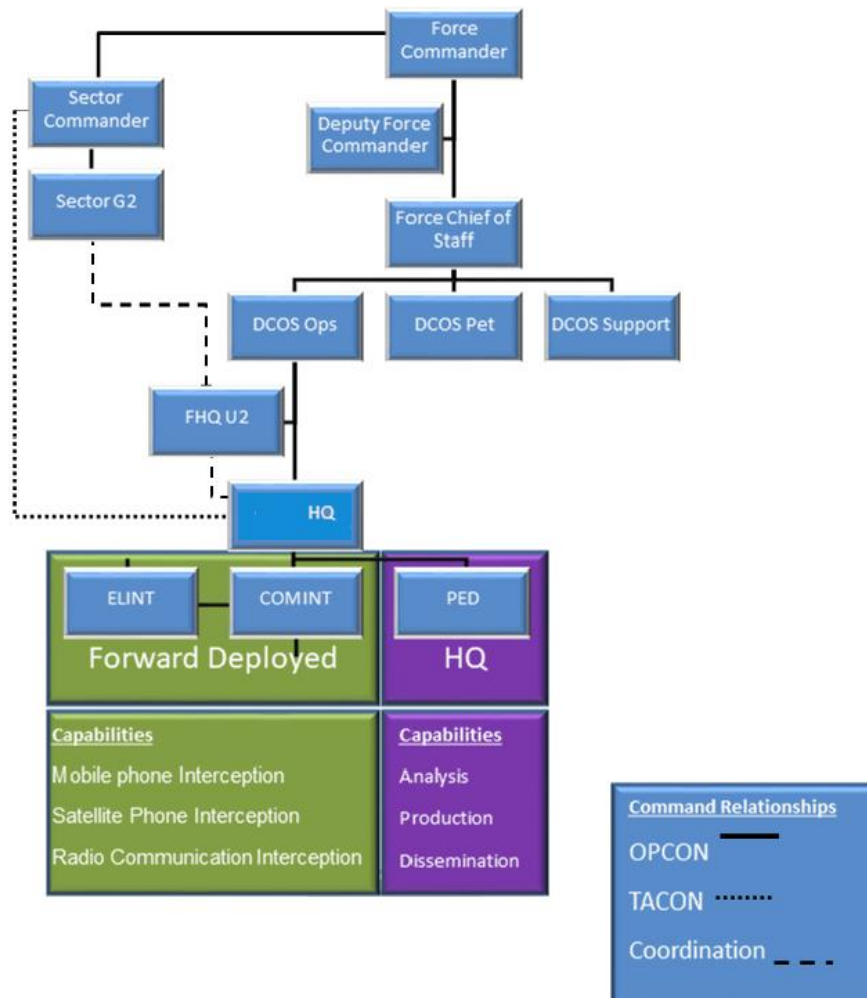 Force
Commander
Sector
Commander
Deputy Force
Commander
Sector G2
Force Chief of
Staff
DCOS Ops
DCOS Pet
DCOS Support
FHQ U2
HQ
ELINT
COMINT
PED
Forward Deployed
HQ
Capabilities
Mobile phone Interception
Satellite Phone Interception
Radio Communication Interception
Capabilities
Analysis
Production
Dissemination
Command Relationships
OPCON
TACON
Coordination